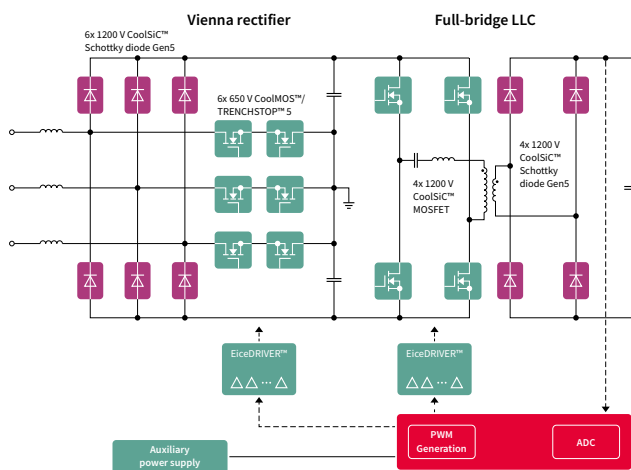 Vienna rectifier
Full-bridge LLC
6x 1200 V CoolSiC™
Schottky diode Gen5
6x 650 V CoolMOS™/
TRENCHSTOP™ 5
4x 1200 V
CoolSiC™
MOSFET
4x 1200 V
CoolSiC™
Schottky
diode Gen5
EiceDRIVER™
EiceDRIVER™
PWM
Generation
ADC
Auxiliary
power supply